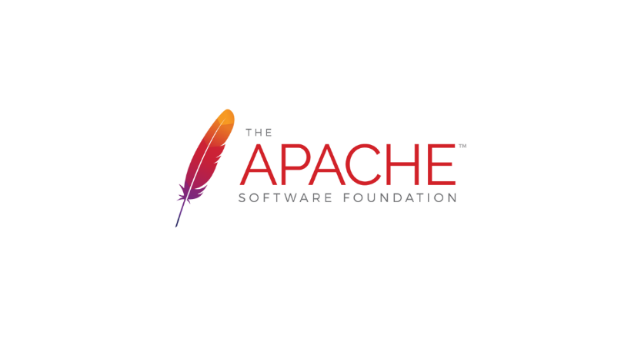 THE
APACHE™
SOFTWARE FOUNDATION